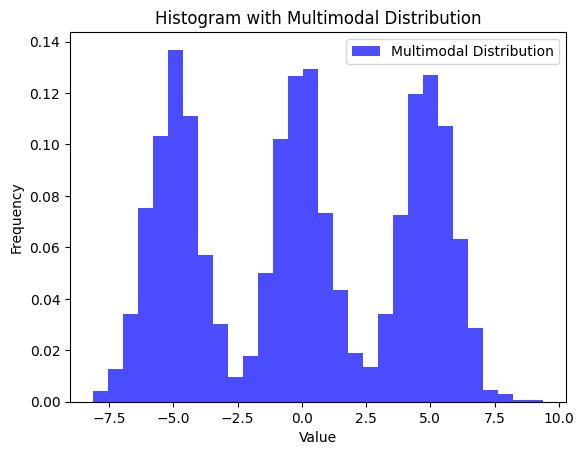 Histogram with Multimodal Distribution
Multimodal Distribution
0.14
0.12
0.10
0.08
0.06
0.04
0.02
0.00
Frequency
−7.5 −5.0 −2.5 0.0 2.5 5.0 7.5 10.0
Value